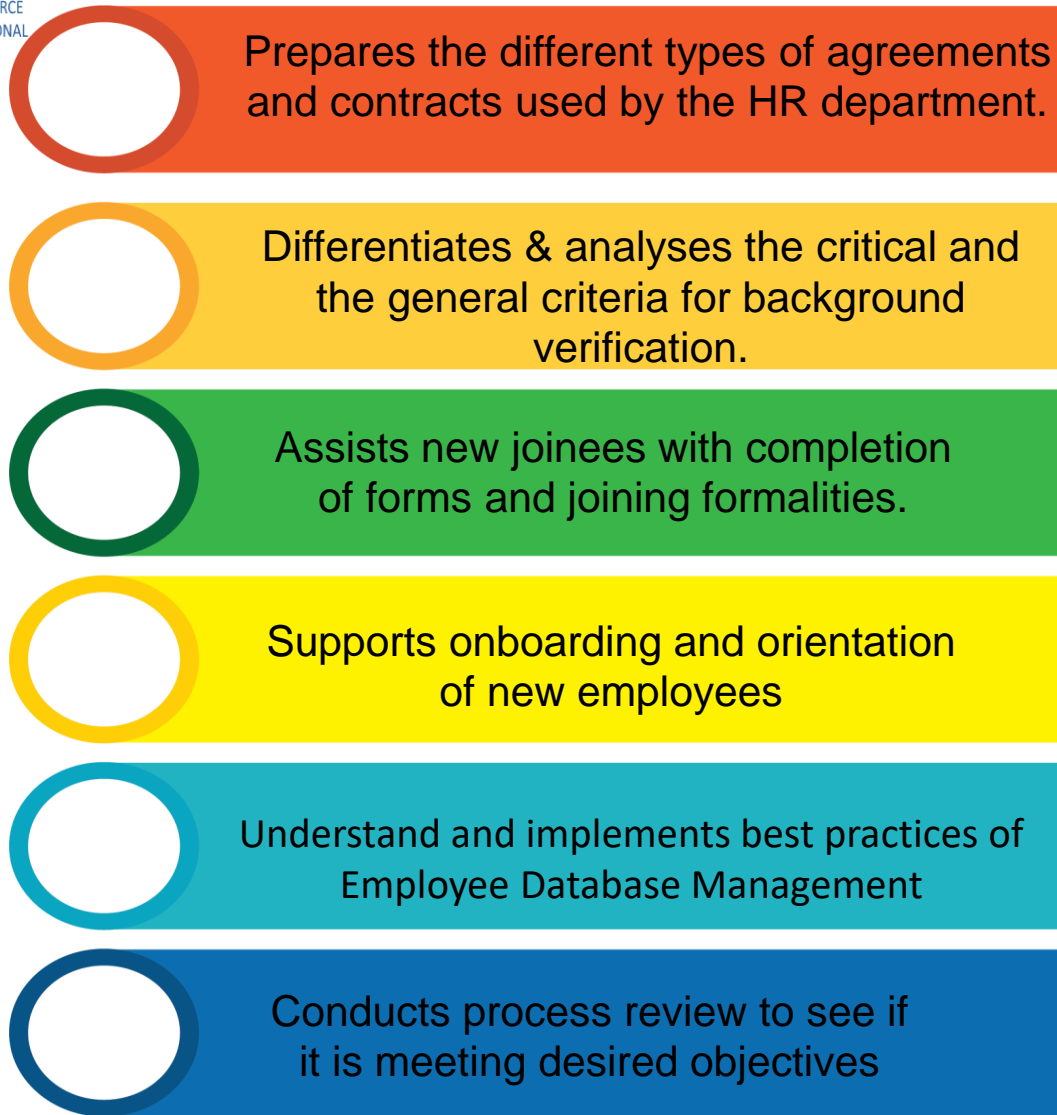 Prepares the different types of agreements
and contracts used by the HR department.
Differentiates & analyses the critical and
the general criteria for background
verification.
Assists new joinees with completion
of forms and joining formalities.
Supports onboarding and orientation
of new employees
Understand and implements best practices of
Employee Database Management
Conducts process review to see if
it is meeting desired objectives